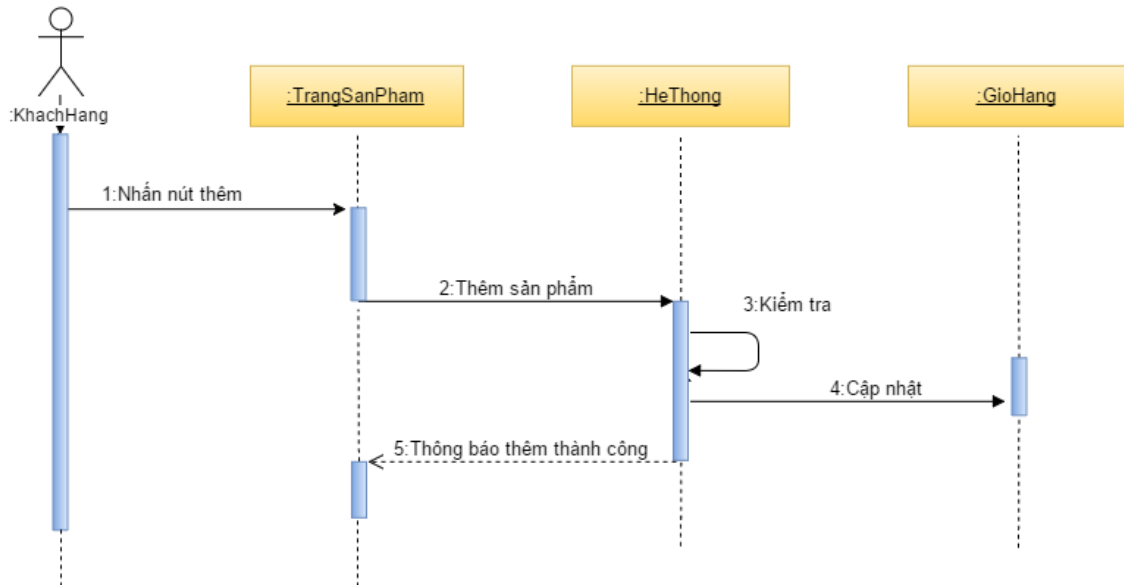 :KhachHang
:TrangSanPham
:HeThong
:GioHang
1:Nhấn nút thêm
2:Thêm sản phẩm
3:Kiểm tra
4:Cập nhật
5:Thông báo thêm thành công